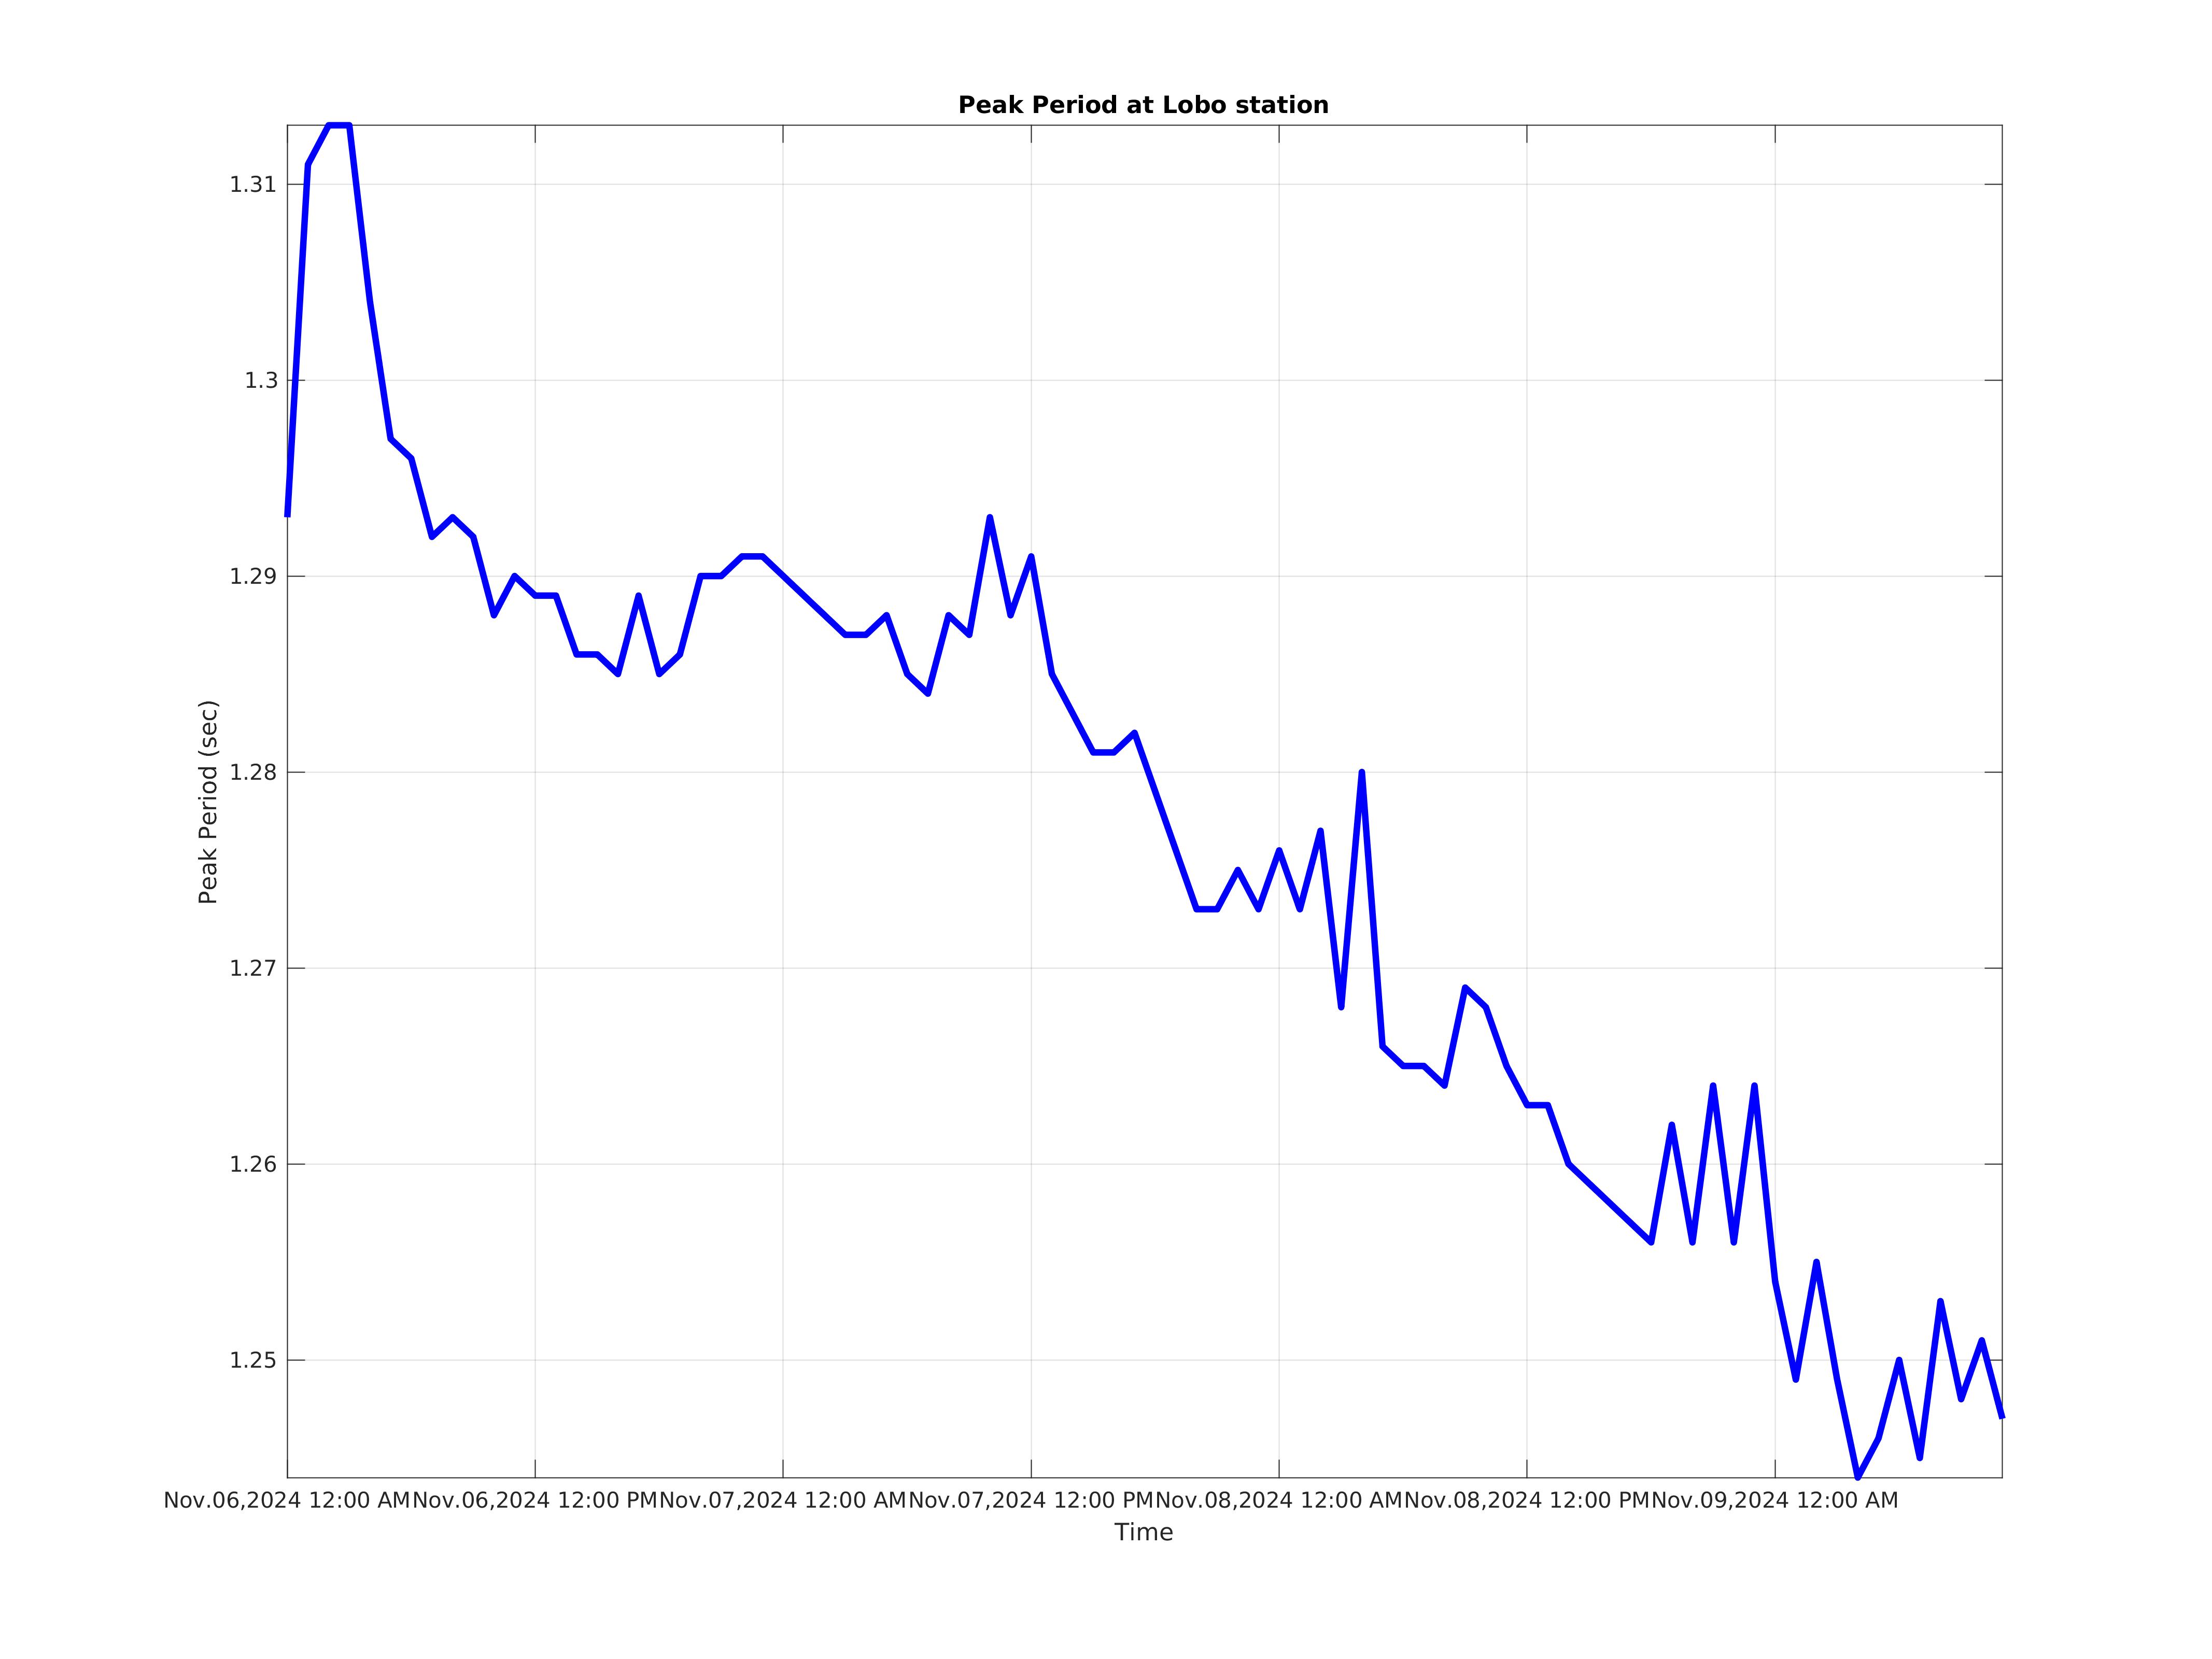 Peak Period at Lobo station
1.31
1.3
1.29
1.28
1.27
1.26
1.25
Peak Period (sec)
Nov.06,2024 12:00 AM Nov.06,2024 12:00 PM Nov.07,2024 12:00 AM Nov.07,2024 12:00 PM Nov.08,2024 12:00 AM Nov.08,2024 12:00 PM Nov.09,2024 12:00 AM
Time